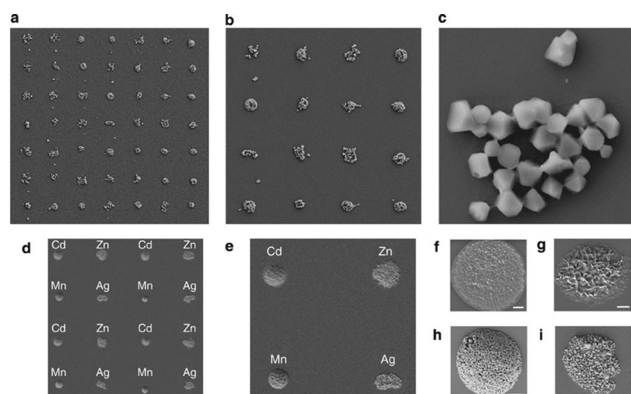 a
b
c
d
Cd Zn Cd Zn
Mn Ag Mn Ag
Cd Zn Cd Zn
Mn Ag Mn Ag
e
Cd Zn
Mn Ag
f
g
h
i